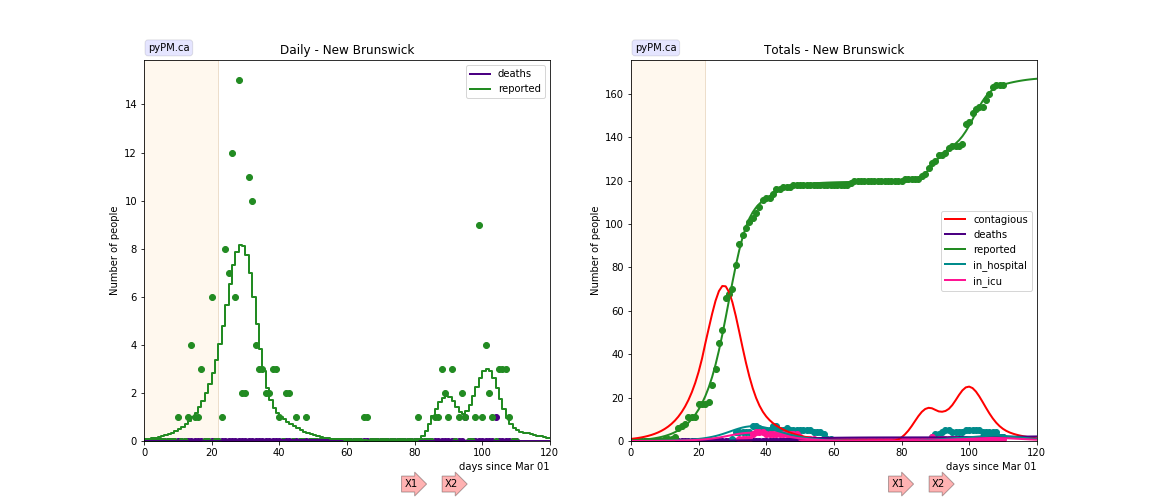 pyPM.ca
Daily - New Brunswick
deaths
reported
Number of people
0
2
4
6
8
10
12
14
0
20
40
60
80
100
120
days since Mar 01
X1
X2
pyPM.ca
Totals - New Brunswick
contagious
deaths
reported
in_hospital
in_icu
Number of people
0
20
40
60
80
100
120
140
160
0
20
40
60
80
100
120
days since Mar 01
X1
X2